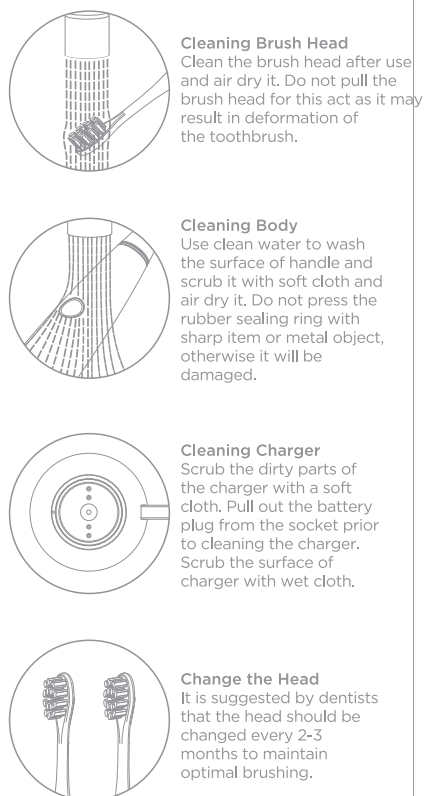 Cleaning Brush Head
Clean the brush head after use
and air dry it. Do not pull the
brush head for this act as it may
result in deformation of
the toothbrush.
Cleaning Body
Use clean water to wash
the surface of handle and
scrub it with soft cloth and
air dry it. Do not press the
rubber sealing ring with
sharp item or metal object,
otherwise it will be
damaged.
Cleaning Charger
Scrub the dirty parts of
the charger with a soft
cloth. Pull out the battery
plug from the socket prior
to cleaning the charger.
Scrub the surface of
charger with wet cloth.
Change the Head
It is suggested by dentists
that the head should be
changed every 2-3
months to maintain
optimal brushing.